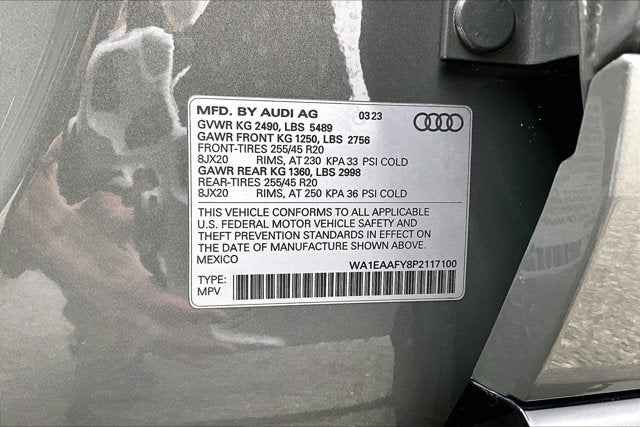 MFD. BY AUDI AG 03 23
GVWR KG 2490, LBS 5489
GAWR FRONT KG 1250, LBS 2756
FRONT-TIRES 255/45 R20
8JX20 RIMS, AT 230 KPA 33 PSI COLD
GAWR REAR KG 1360, LBS 2998
REAR-TIRES 255/45 R20
8JX20 RIMS, AT 250 KPA 36 PSI COLD
THIS VEHICLE CONFORMS TO ALL APPLICABLE
U.S. FEDERAL MOTOR VEHICLE SAFETY AND
THEFT PREVENTION STANDARDS IN EFFECT ON
THE DATE OF MANUFACTURE SHOWN ABOVE.
MEXICO WA1EAAFY8P2117100
TYPE:
MPV